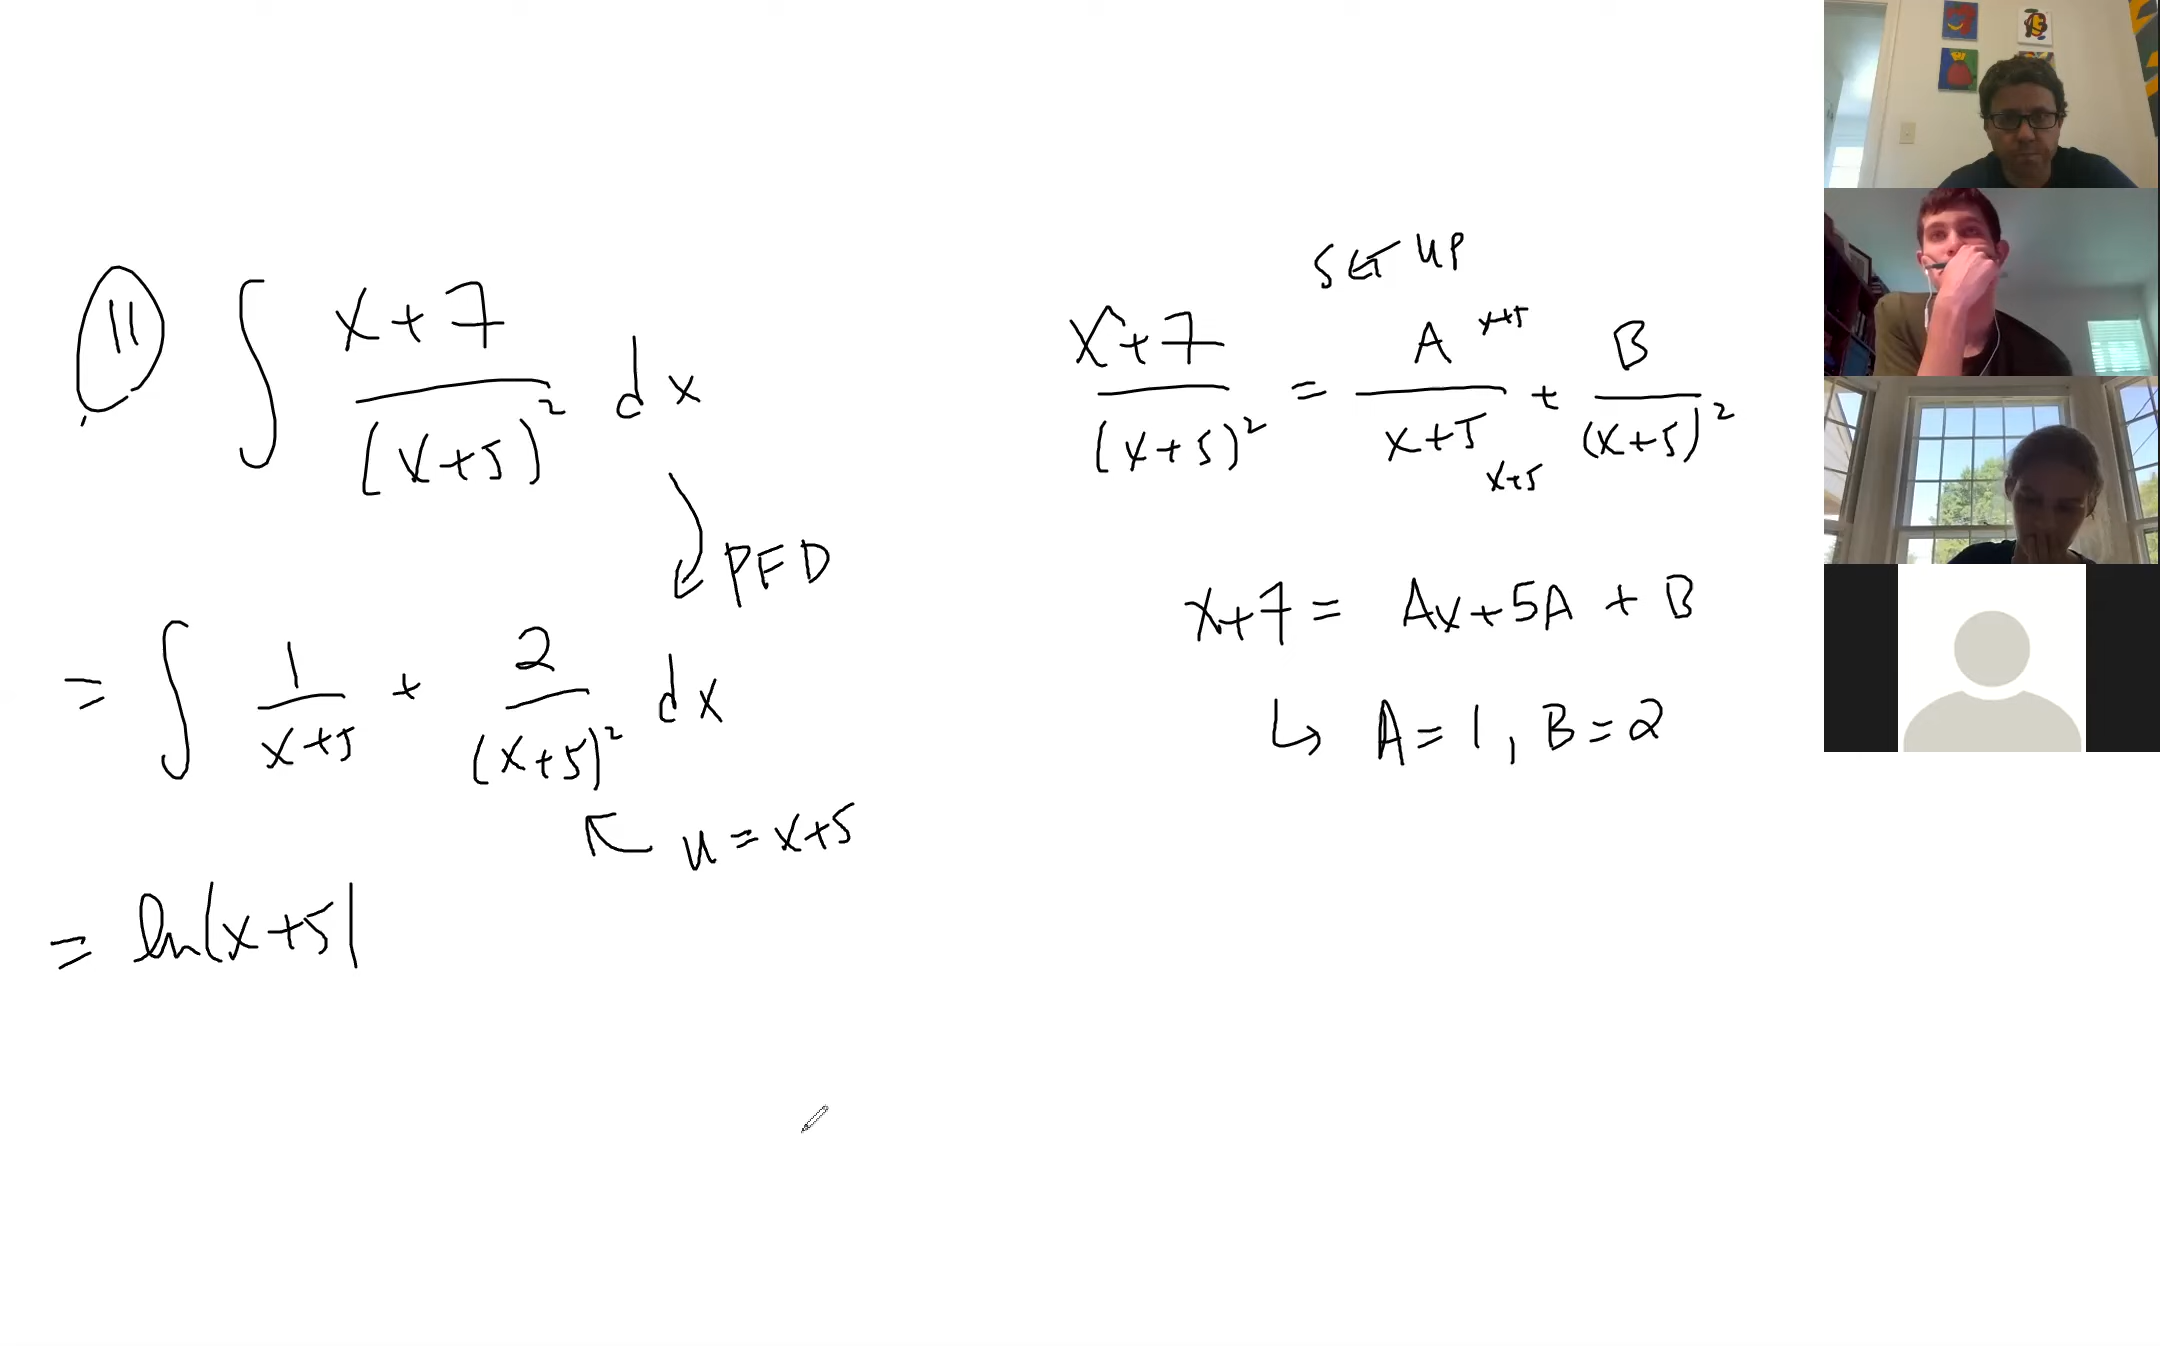 11 ∫ x+7 / (x+5)² dx
PFD
= ∫ 1 / x+5 + 2 / (x+5)² dx
u = x+5
= ln|x+5|
SET UP
x+7 / (x+5)² = A x+5 / x+5 x+5 + B / (x+5)²
x+7 = Ax+5A + B
↳ A = 1, B = 2